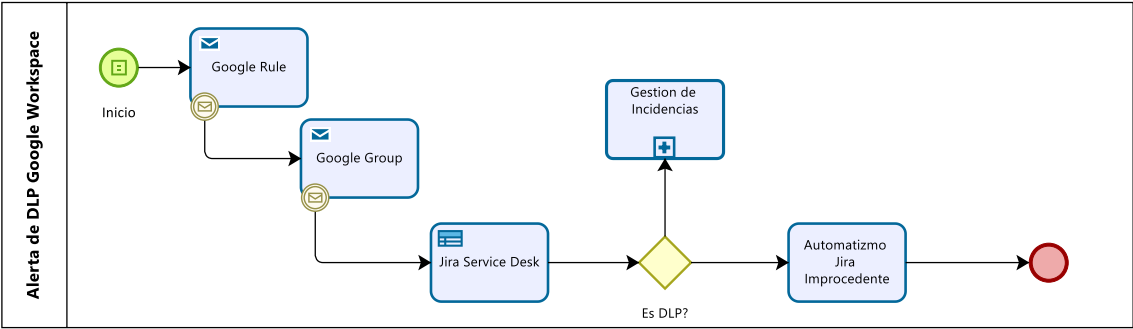 Alerta de DLP Google Workspace
Inicio
Google Rule
Google Group
Jira Service Desk
Es DLP?
Gestion de
Incidencias
Automatizmo
Jira
Improcedente